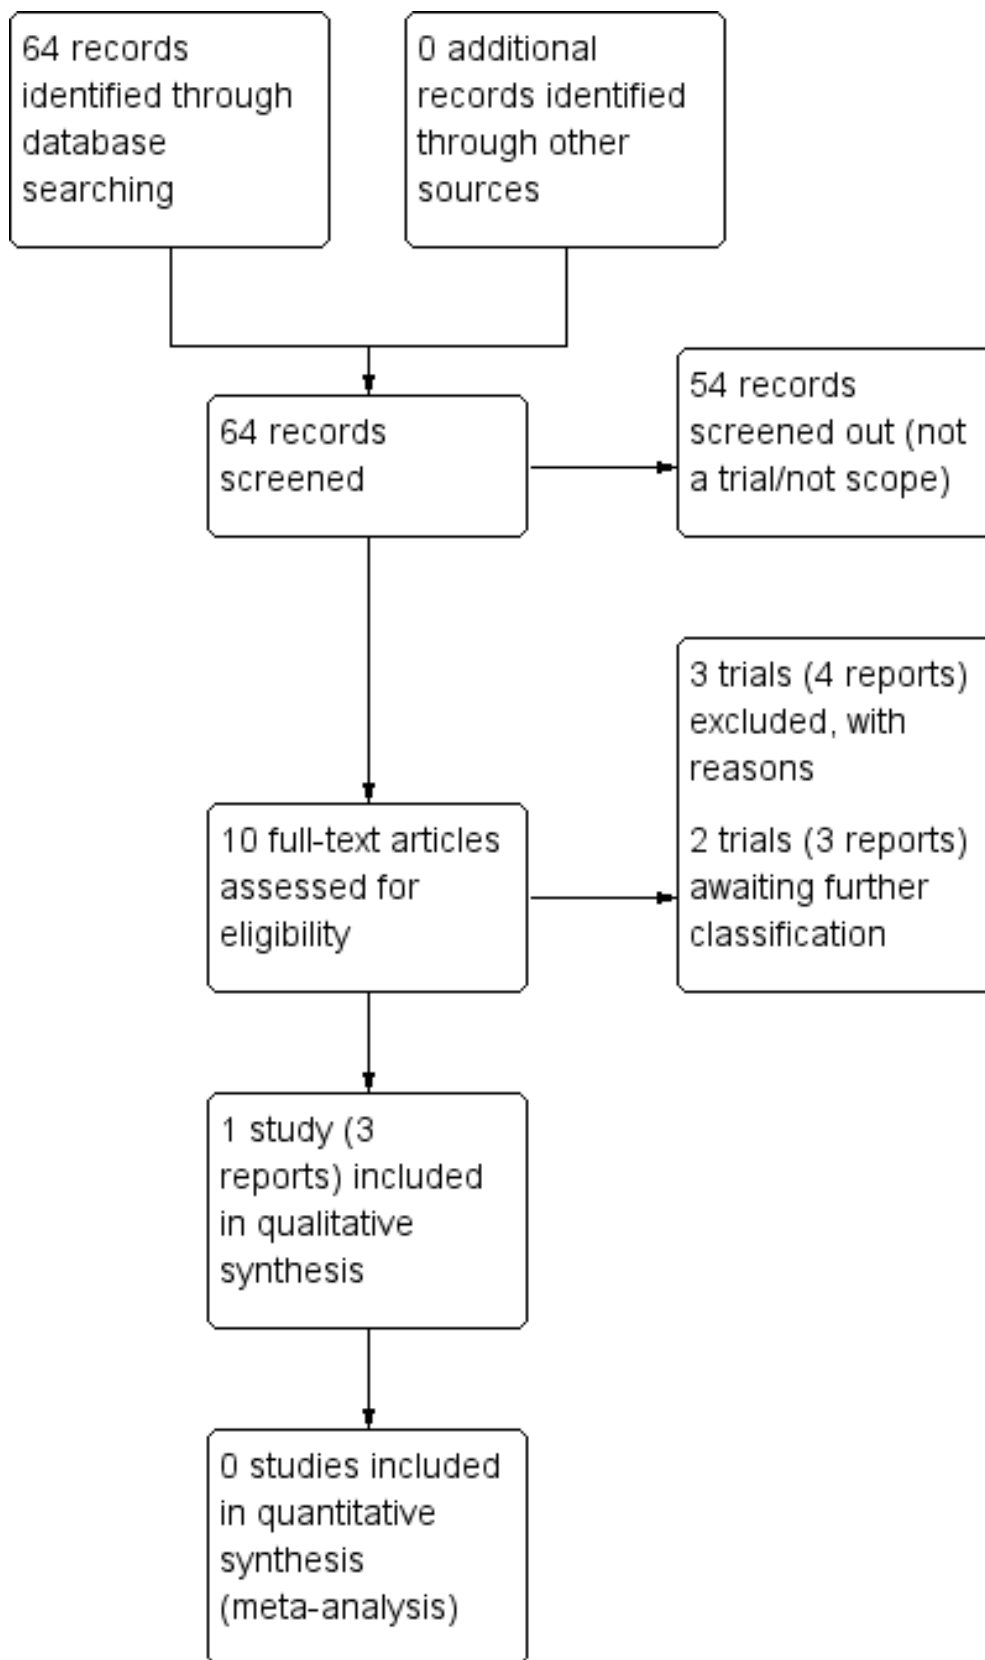 64 records
identified through
database
searching
0 additional
records identified
through other
sources
64 records
screened
54 records
screened out (not
a trial/not scope)
10 full-text articles
assessed for
eligibility
3 trials (4 reports)
excluded, with
reasons
2 trials (3 reports)
awaiting further
classification
1 study (3
reports) included
in qualitative
synthesis
0 studies included
in quantitative
synthesis
(meta-analysis)